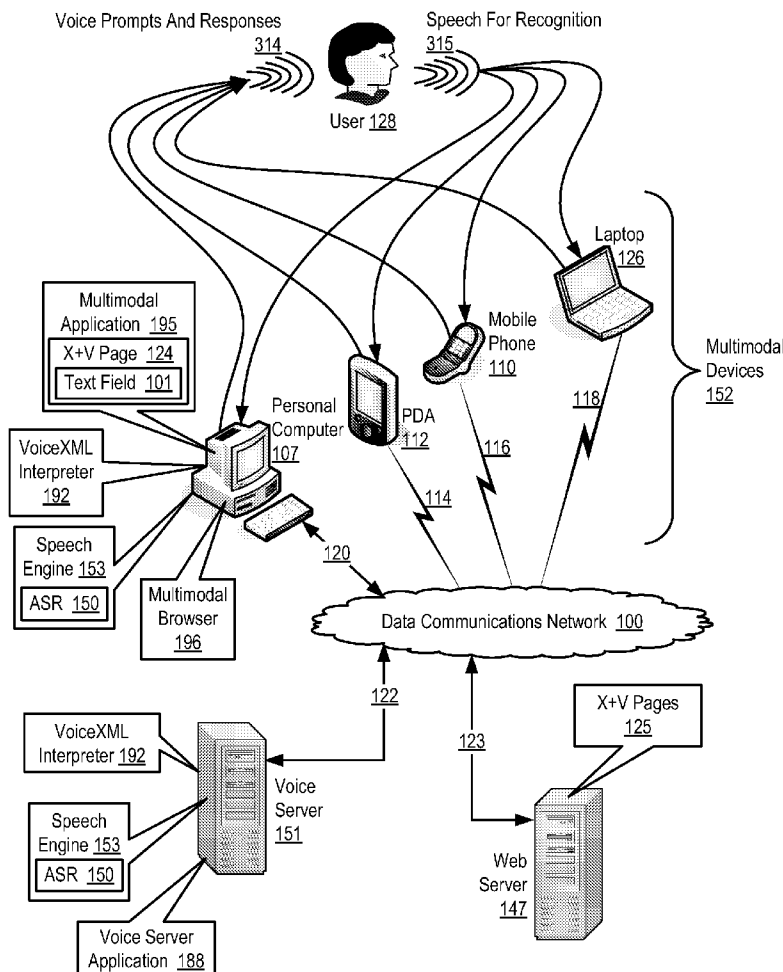 Voice Prompts And Responses
314
Speech For Recognition
315
User 128
Laptop
126
Multimodal
Application 195
X+V Page 124
Text Field 101
Mobile
Phone
110
Multimodal
Devices
152
Personal
Computer
107
PDA
112
118
116
114
VoiceXML
Interpreter
192
Speech
Engine 153
ASR 150
120
Multimodal
Browser
196
Data Communications Network 100
122
123
X+V Pages
125
VoiceXML
Interpreter 192
Voice
Server
151
Speech
Engine 153
ASR 150
Web
Server
147
Voice Server
Application 188